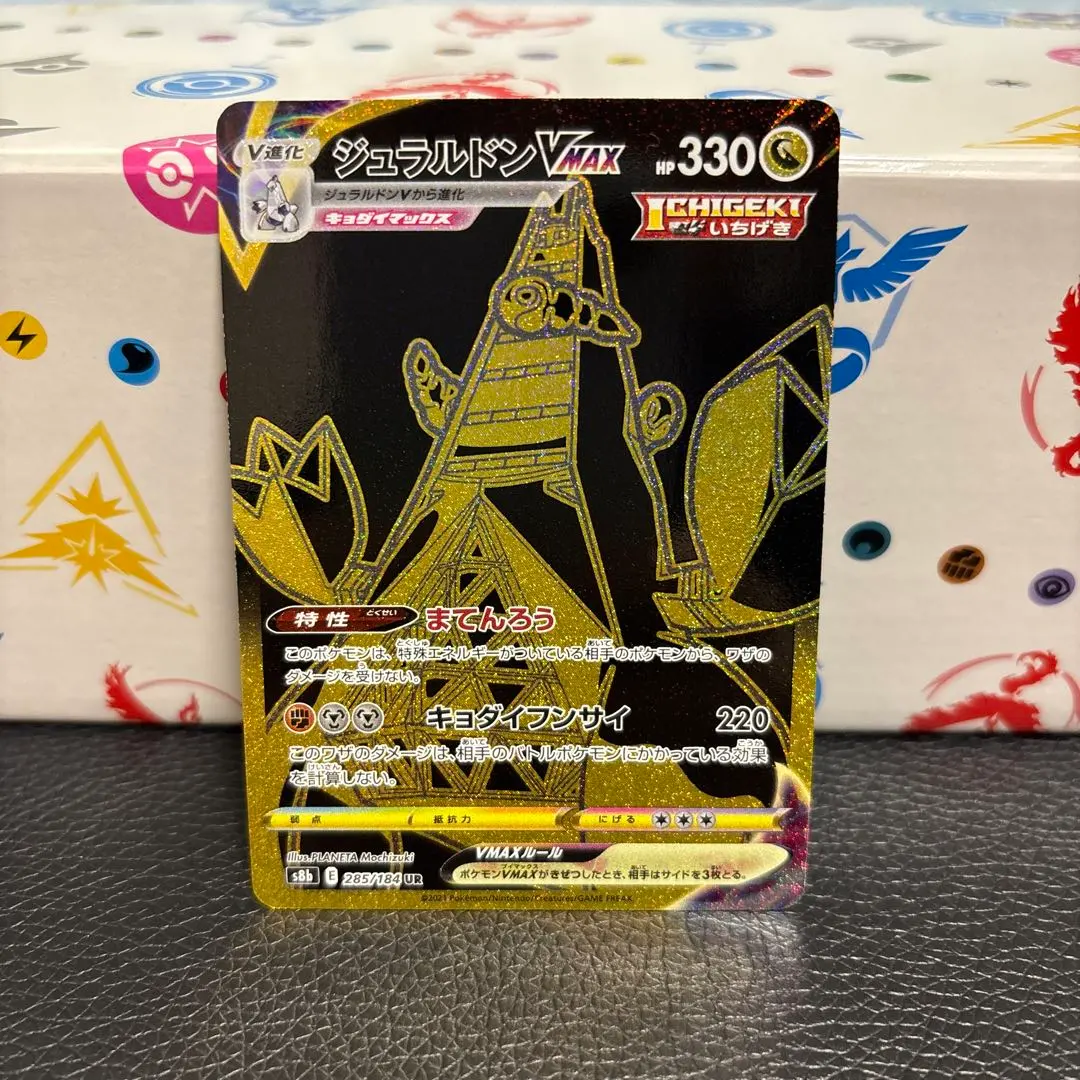 V進化
ジュラルドンVMAX
HP 330
ジュラルドンVから進化
キョダイマックス
ICHIGEKI
いちげき
特性 とくせい
まてんろう
このポケモンは、特殊エネルギーがついている相手のポケモンから、ワザの
ダメージを受けない。
キョダイフンサイ 220
このワザのダメージは、相手のバトルポケモンにかかっている効果
を計算しない。
弱点 抵抗力 にげる
Illus.PLANETA Mochizuki
VMAXルール
ポケモンVMAXがきぜつしたとき、相手はサイドを3枚とる。
s8b E 285/184 UR
©2021 Pokémon/Nintendo/Creatures/GAME FREAK.